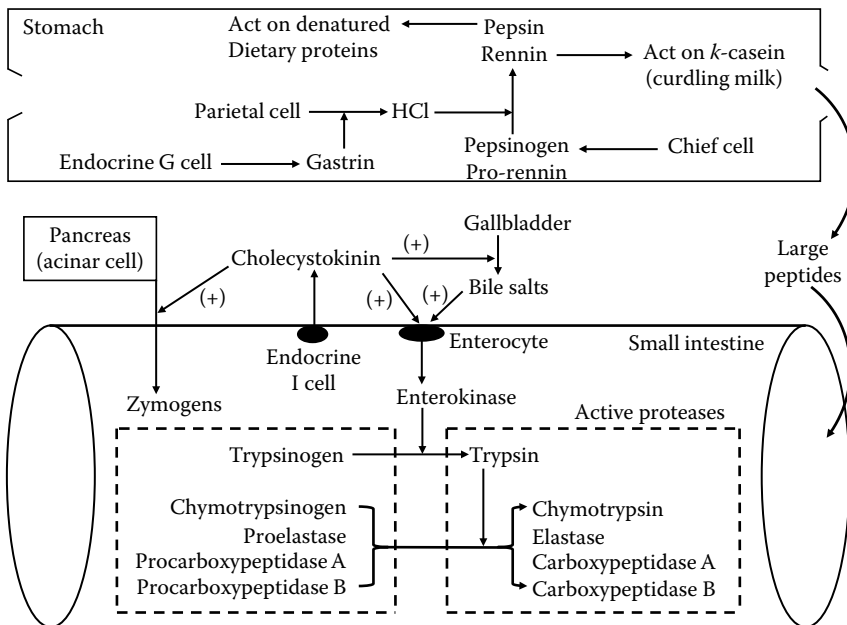 Stomach
Act on denatured
Dietary proteins
Pepsin
Rennin
Act on k-casein
(curdling milk)
Parietal cell
HCl
Endocrine G cell
Gastrin
Pepsinogen
Pro-rennin
Chief cell
Pancreas
(acinar cell)
Cholecystokinin
(+)
Gallbladder
Large
peptides
(+)
(+)
(+)
Bile salts
Endocrine
I cell
Enterocyte
Small intestine
Zymogens
Enterokinase
Active proteases
Trypsinogen
Trypsin
Chymotrypsinogen
Proelastase
Procarboxypeptidase A
Procarboxypeptidase B
Chymotrypsin
Elastase
Carboxypeptidase A
Carboxypeptidase B